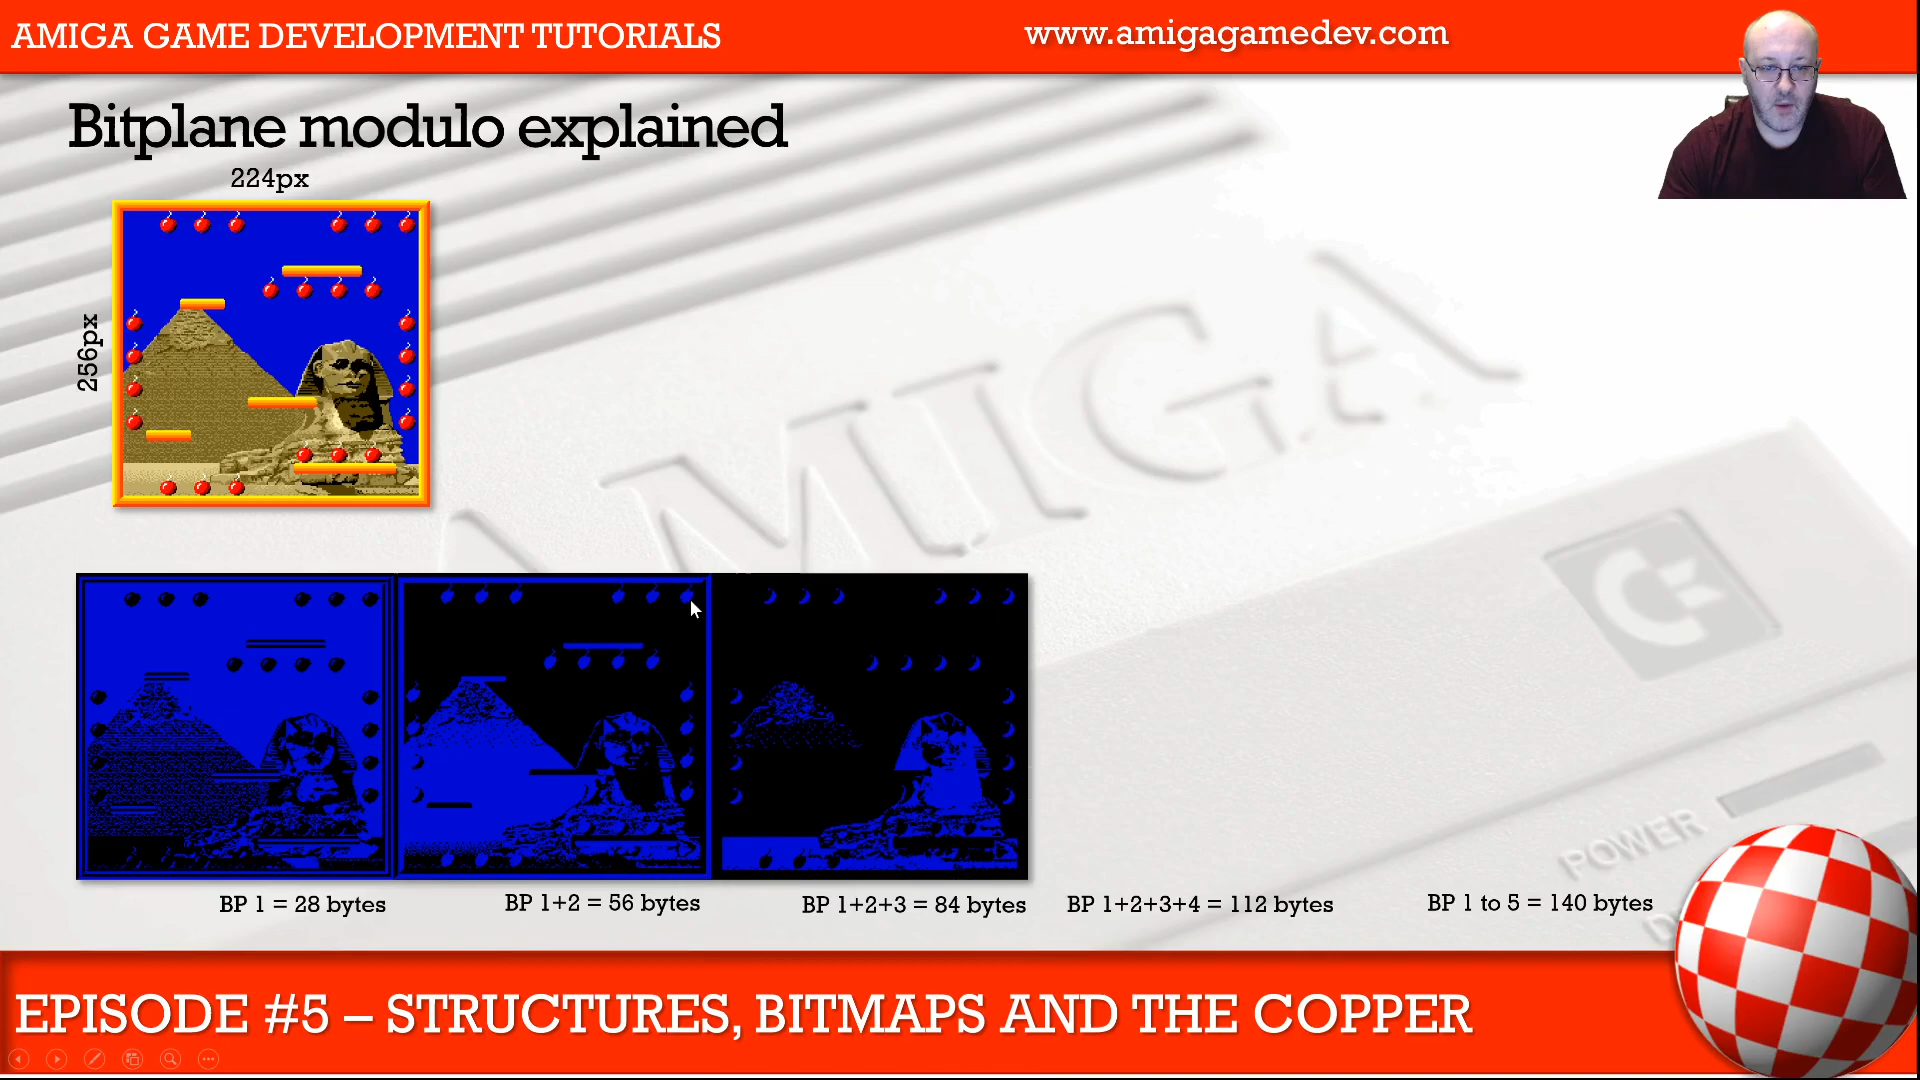 AMIGA GAME DEVELOPMENT TUTORIALS
www.amigagamedev.com
Bitplane modulo explained
224px
256px
AMIGA
POWER
BP 1 = 28 bytes
BP 1+2 = 56 bytes
BP 1+2+3 = 84 bytes
BP 1+2+3+4 = 112 bytes
BP 1 to 5 = 140 bytes
EPISODE #5 – STRUCTURES, BITMAPS AND THE COPPER